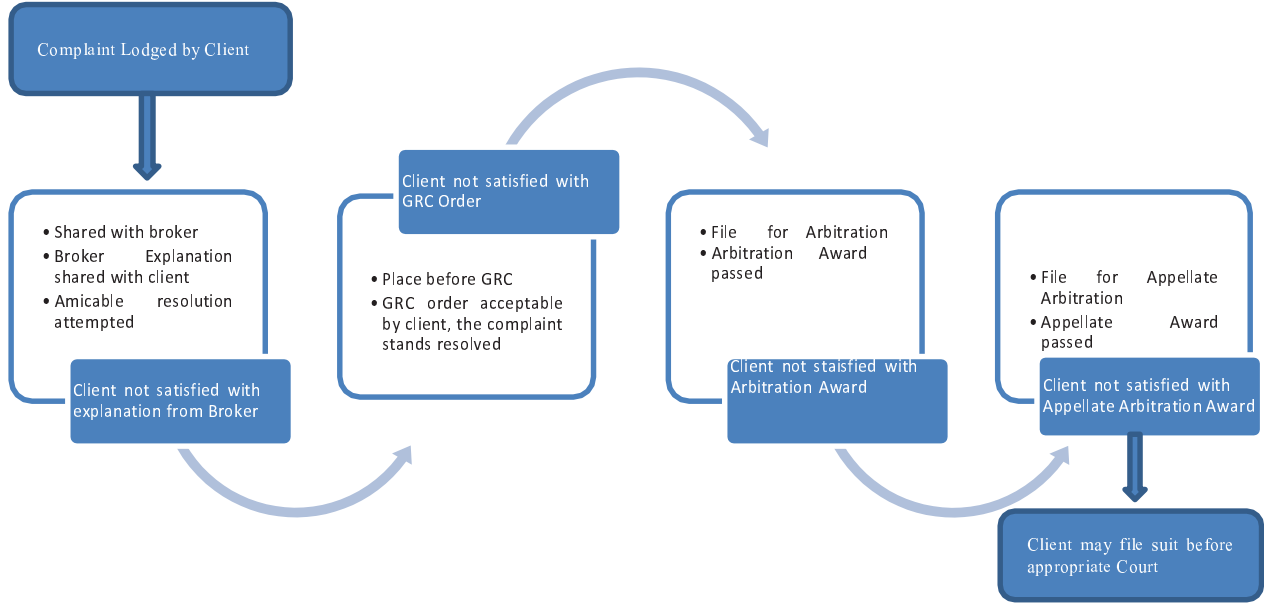 Complaint Lodged by Client
• Shared with broker
• Broker Explanation
shared with client
• Amicable resolution
attempted
Client not satisfied with
explanation from Broker
Client not satisfied with
GRC Order
• Place before GRC
• GRC order acceptable
by client, the complaint
stands resolved
• File for Arbitration
• Arbitration Award
passed
Client not staisfied with
Arbitration Award
• File for Appellate
Arbitration
• Appellate Award
passed
Client not satisfied with
Appellate Arbitration Award
Client may file suit before
appropriate Court